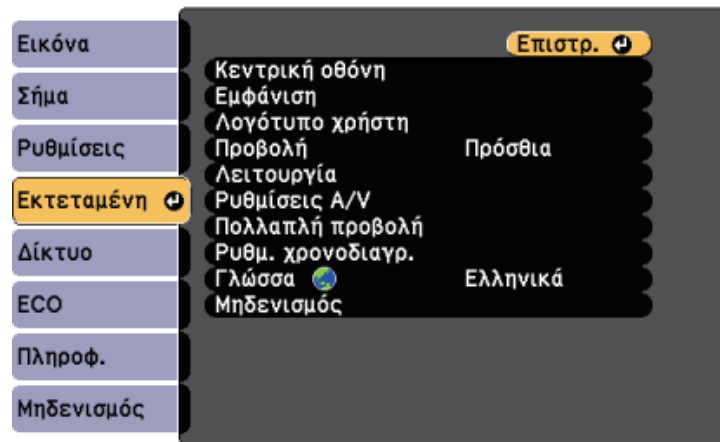 Εικόνα
Σήμα
Ρυθμίσεις
Εκτεταμένη
Δίκτυο
ECO
Πληροφ.
Μηδενισμός
Επιστρ.
Κεντρική οθόνη
Εμφάνιση
Λογότυπο χρήστη
Προβολή Πρόσθια
Λειτουργία
Ρυθμίσεις A/V
Πολλαπλή προβολή
Ρυθμ. χρονοδιαγρ.
Γλώσσα Ελληνικά
Μηδενισμός